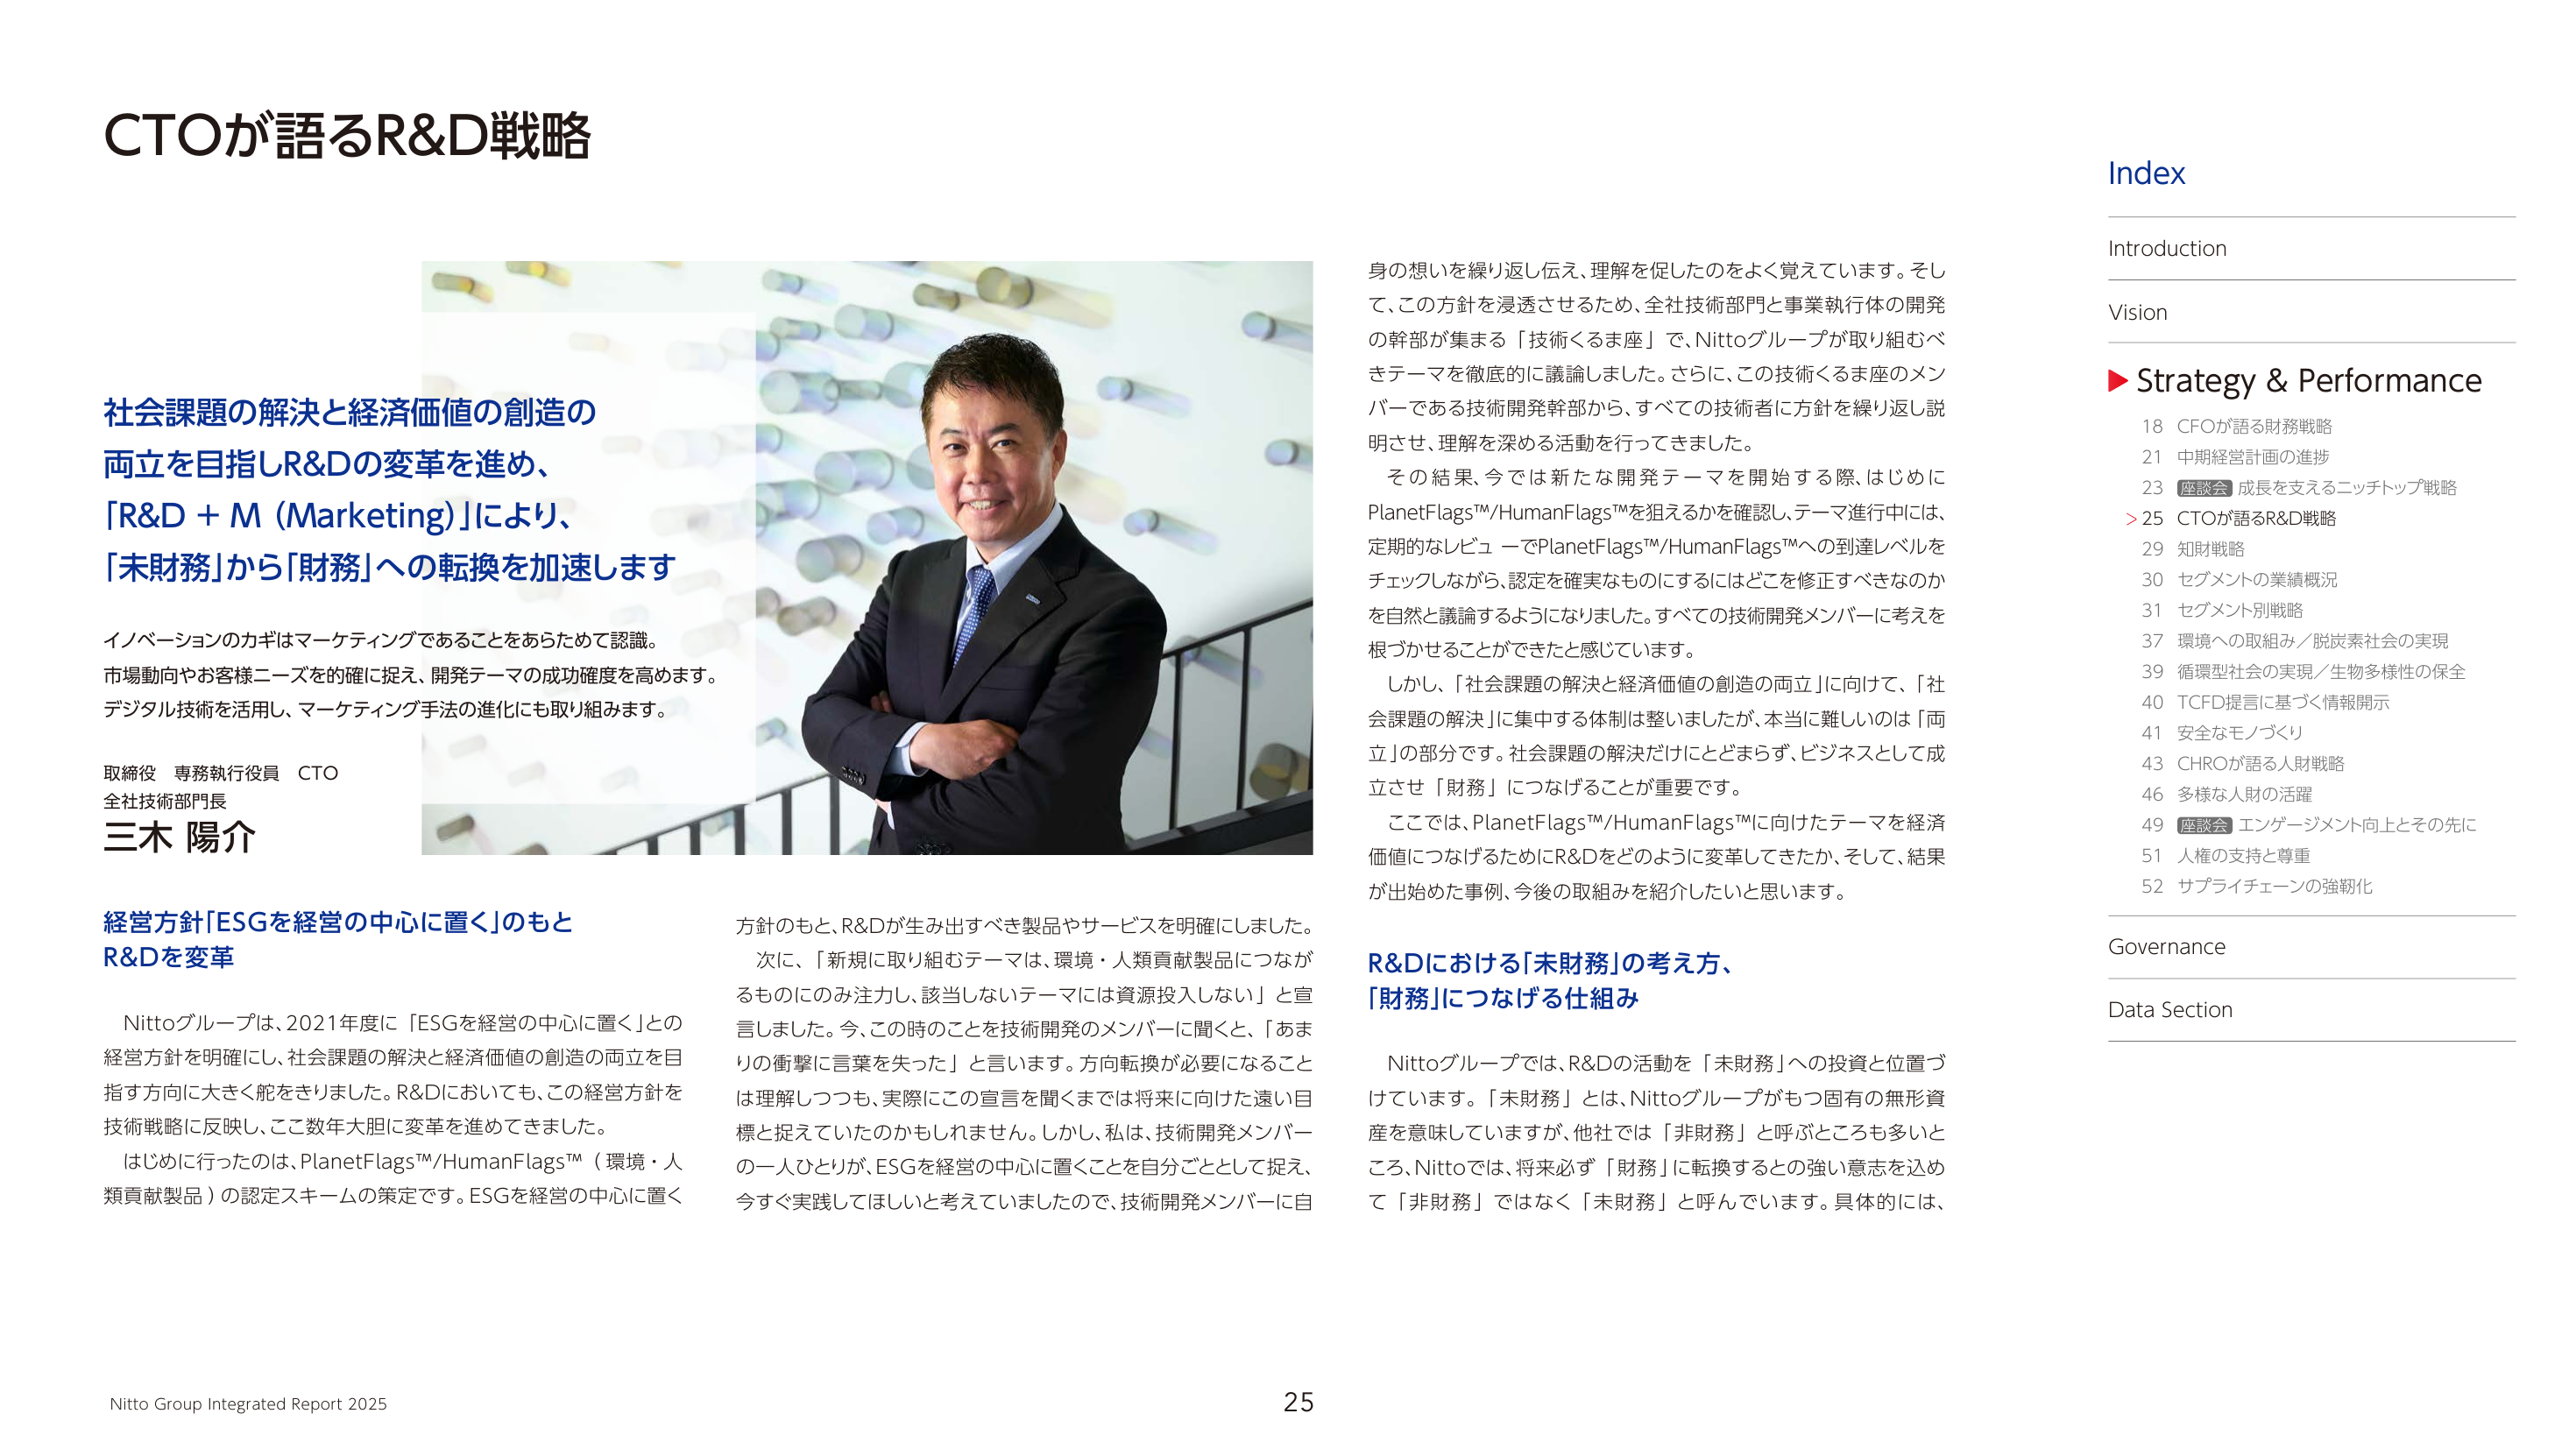 CTOが語るR&D戦略
社会課題の解決と経済価値の創造の
両立を目指しR&Dの変革を進め、
「R&D + M (Marketing)」により、
「未財務」から「財務」への転換を加速します
イノベーションのカギはマーケティングであることをあらためて認識。
市場動向やお客様ニーズを的確に捉え、開発テーマの成功確度を高めます。
デジタル技術を活用し、マーケティング手法の進化にも取り組みます。
取締役　専務執行役員　CTO
全社技術部門長
三木 陽介
経営方針「ESGを経営の中心に置く」のもと
R&Dを変革
　Nittoグループは、2021年度に「ESGを経営の中心に置く」との
経営方針を明確にし、社会課題の解決と経済価値の創造の両立を目
指す方向に大きく舵をきりました。R&Dにおいても、この経営方針を
技術戦略に反映し、ここ数年大胆に変革を進めてきました。
　はじめに行ったのは、PlanetFlags™/HumanFlags™（環境・人
類貢献製品）の認定スキームの策定です。ESGを経営の中心に置く
方針のもと、R&Dが生み出すべき製品やサービスを明確にしました。
　次に、「新規に取り組むテーマは、環境・人類貢献製品につなが
るものにのみ注力し、該当しないテーマには資源投入しない」と宣
言しました。今、この時のことを技術開発のメンバーに聞くと、「あま
りの衝撃に言葉を失った」と言います。方向転換が必要になること
は理解しつつも、実際にこの宣言を聞くまでは将来に向けた遠い目
標と捉えていたのかもしれません。しかし、私は、技術開発メンバー
の一人ひとりが、ESGを経営の中心に置くことを自分ごととして捉え、
今すぐ実践してほしいと考えていましたので、技術開発メンバーに自
身の想いを繰り返し伝え、理解を促したのをよく覚えています。そし
て、この方針を浸透させるため、全社技術部門と事業執行体の開発
の幹部が集まる「技術くるま座」で、Nittoグループが取り組むべ
きテーマを徹底的に議論しました。さらに、この技術くるま座のメン
バーである技術開発幹部から、すべての技術者に方針を繰り返し説
明させ、理解を深める活動を行ってきました。
　その結果、今では新たな開発テーマを開始する際、はじめに
PlanetFlags™/HumanFlags™を狙えるかを確認し、テーマ進行中には、
定期的なレビューでPlanetFlags™/HumanFlags™への到達レベルを
チェックしながら、認定を確実なものにするにはどこを修正すべきなのか
を自然と議論するようになりました。すべての技術開発メンバーに考えを
根づかせることができたと感じています。
　しかし、「社会課題の解決と経済価値の創造の両立」に向けて、「社
会課題の解決」に集中する体制は整いましたが、本当に難しいのは「両
立」の部分です。社会課題の解決だけにとどまらず、ビジネスとして成
立させ「財務」につなげることが重要です。
　ここでは、PlanetFlags™/HumanFlags™に向けたテーマを経済
価値につなげるためにR&Dをどのように変革してきたか、そして、結果
が出始めた事例、今後の取組みを紹介したいと思います。
R&Dにおける「未財務」の考え方、
「財務」につなげる仕組み
　Nittoグループでは、R&Dの活動を「未財務」への投資と位置づ
けています。「未財務」とは、Nittoグループがもつ固有の無形資
産を意味していますが、他社では「非財務」と呼ぶところも多いと
ころ、Nittoでは、将来必ず「財務」に転換するとの強い意志を込め
て「非財務」ではなく「未財務」と呼んでいます。具体的には、
Index
Introduction
Vision
Strategy & Performance
18 CFOが語る財務戦略
21 中期経営計画の進捗
23 座談会 成長を支えるニッチトップ戦略
> 25 CTOが語るR&D戦略
29 知財戦略
30 セグメントの業績概況
31 セグメント別戦略
37 環境への取組み／脱炭素社会の実現
39 循環型社会の実現／生物多様性の保全
40 TCFD提言に基づく情報開示
41 安全なモノづくり
43 CHROが語る人財戦略
46 多様な人財の活躍
49 座談会 エンゲージメント向上とその先に
51 人権の支持と尊重
52 サプライチェーンの強靭化
Governance
Data Section
Nitto Group Integrated Report 2025
25